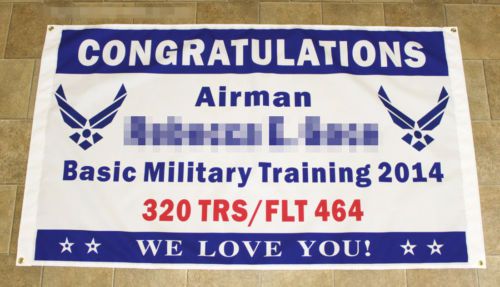 CONGRATULATIONS
Airman
Basic Military Training 2014
320 TRS/FLT 464
WE LOVE YOU!